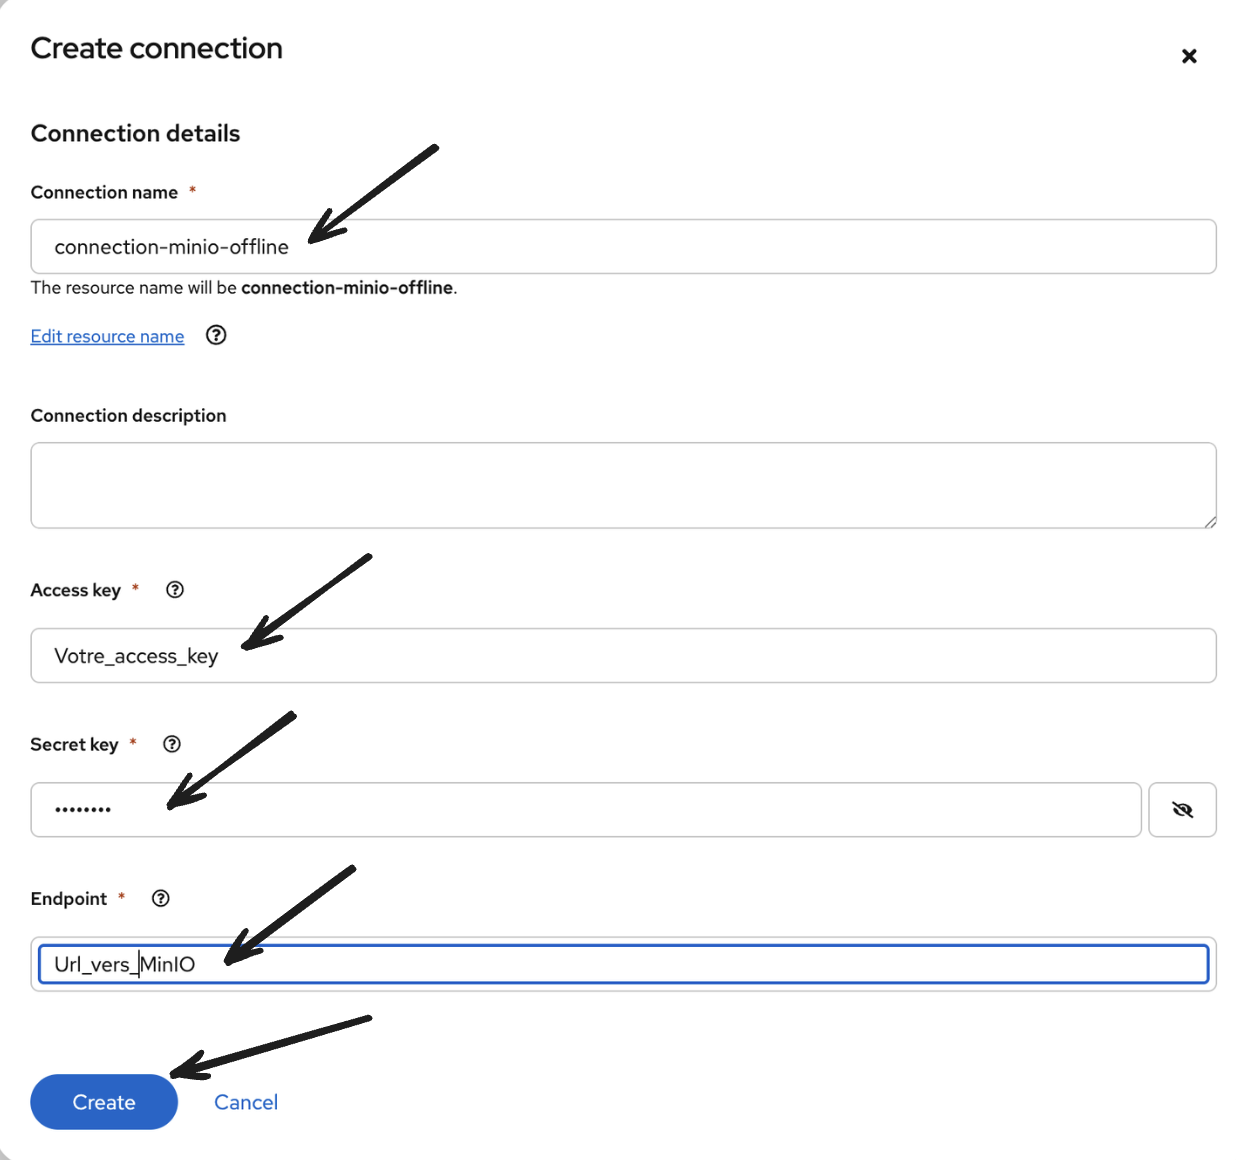 Create connection
Connection details
Connection name *
connection-minio-offline
The resource name will be connection-minio-offline.
Edit resource name
Connection description
Access key *
Votre_access_key
Secret key *
••••••••
Endpoint *
Url_vers_MinIO
Create Cancel